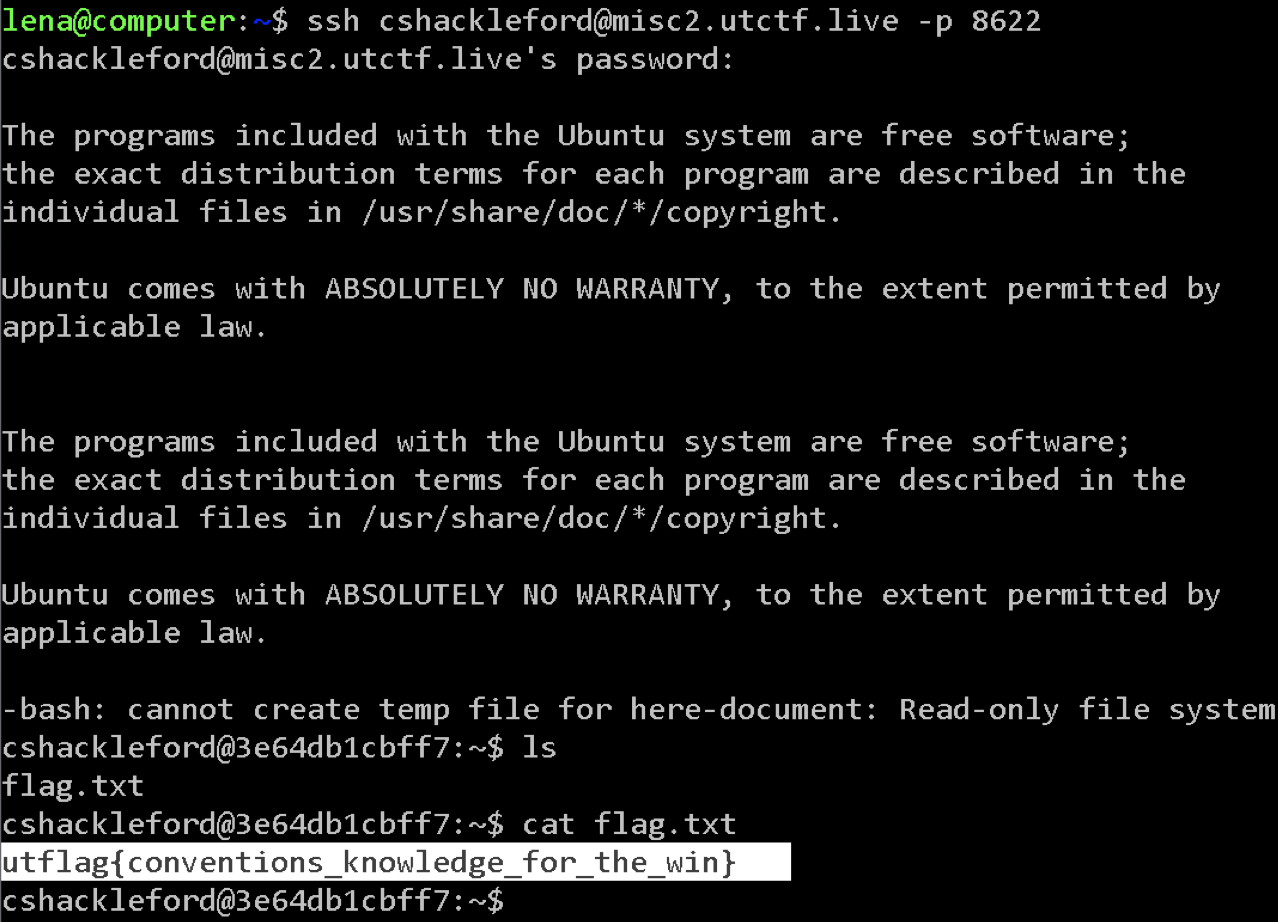 lena@computer:~$ ssh cshackleford@misc2.utctf.live -p 8622
cshackleford@misc2.utctf.live's password:
The programs included with the Ubuntu system are free software;
the exact distribution terms for each program are described in the
individual files in /usr/share/doc/*/copyright.
Ubuntu comes with ABSOLUTELY NO WARRANTY, to the extent permitted by
applicable law.
The programs included with the Ubuntu system are free software;
the exact distribution terms for each program are described in the
individual files in /usr/share/doc/*/copyright.
Ubuntu comes with ABSOLUTELY NO WARRANTY, to the extent permitted by
applicable law.
-bash: cannot create temp file for here-document: Read-only file system
cshackleford@3e64db1cbff7:~$ ls
flag.txt
cshackleford@3e64db1cbff7:~$ cat flag.txt
utflag{conventions_knowledge_for_the_win}
cshackleford@3e64db1cbff7:~$